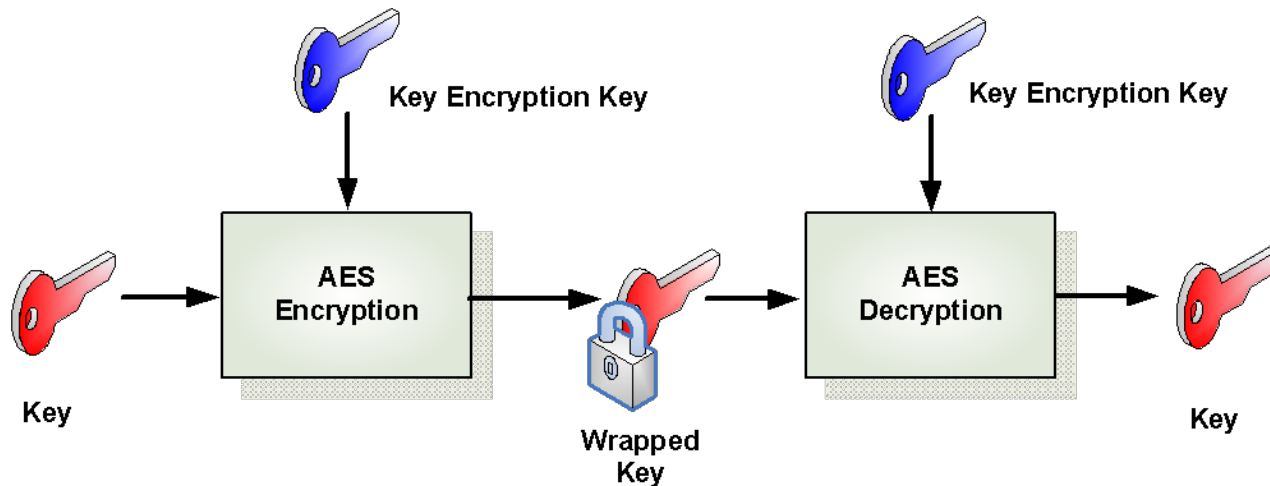 Key Encryption Key
Key Encryption Key
AES
Encryption
AES
Decryption
Key
Wrapped
Key
Key